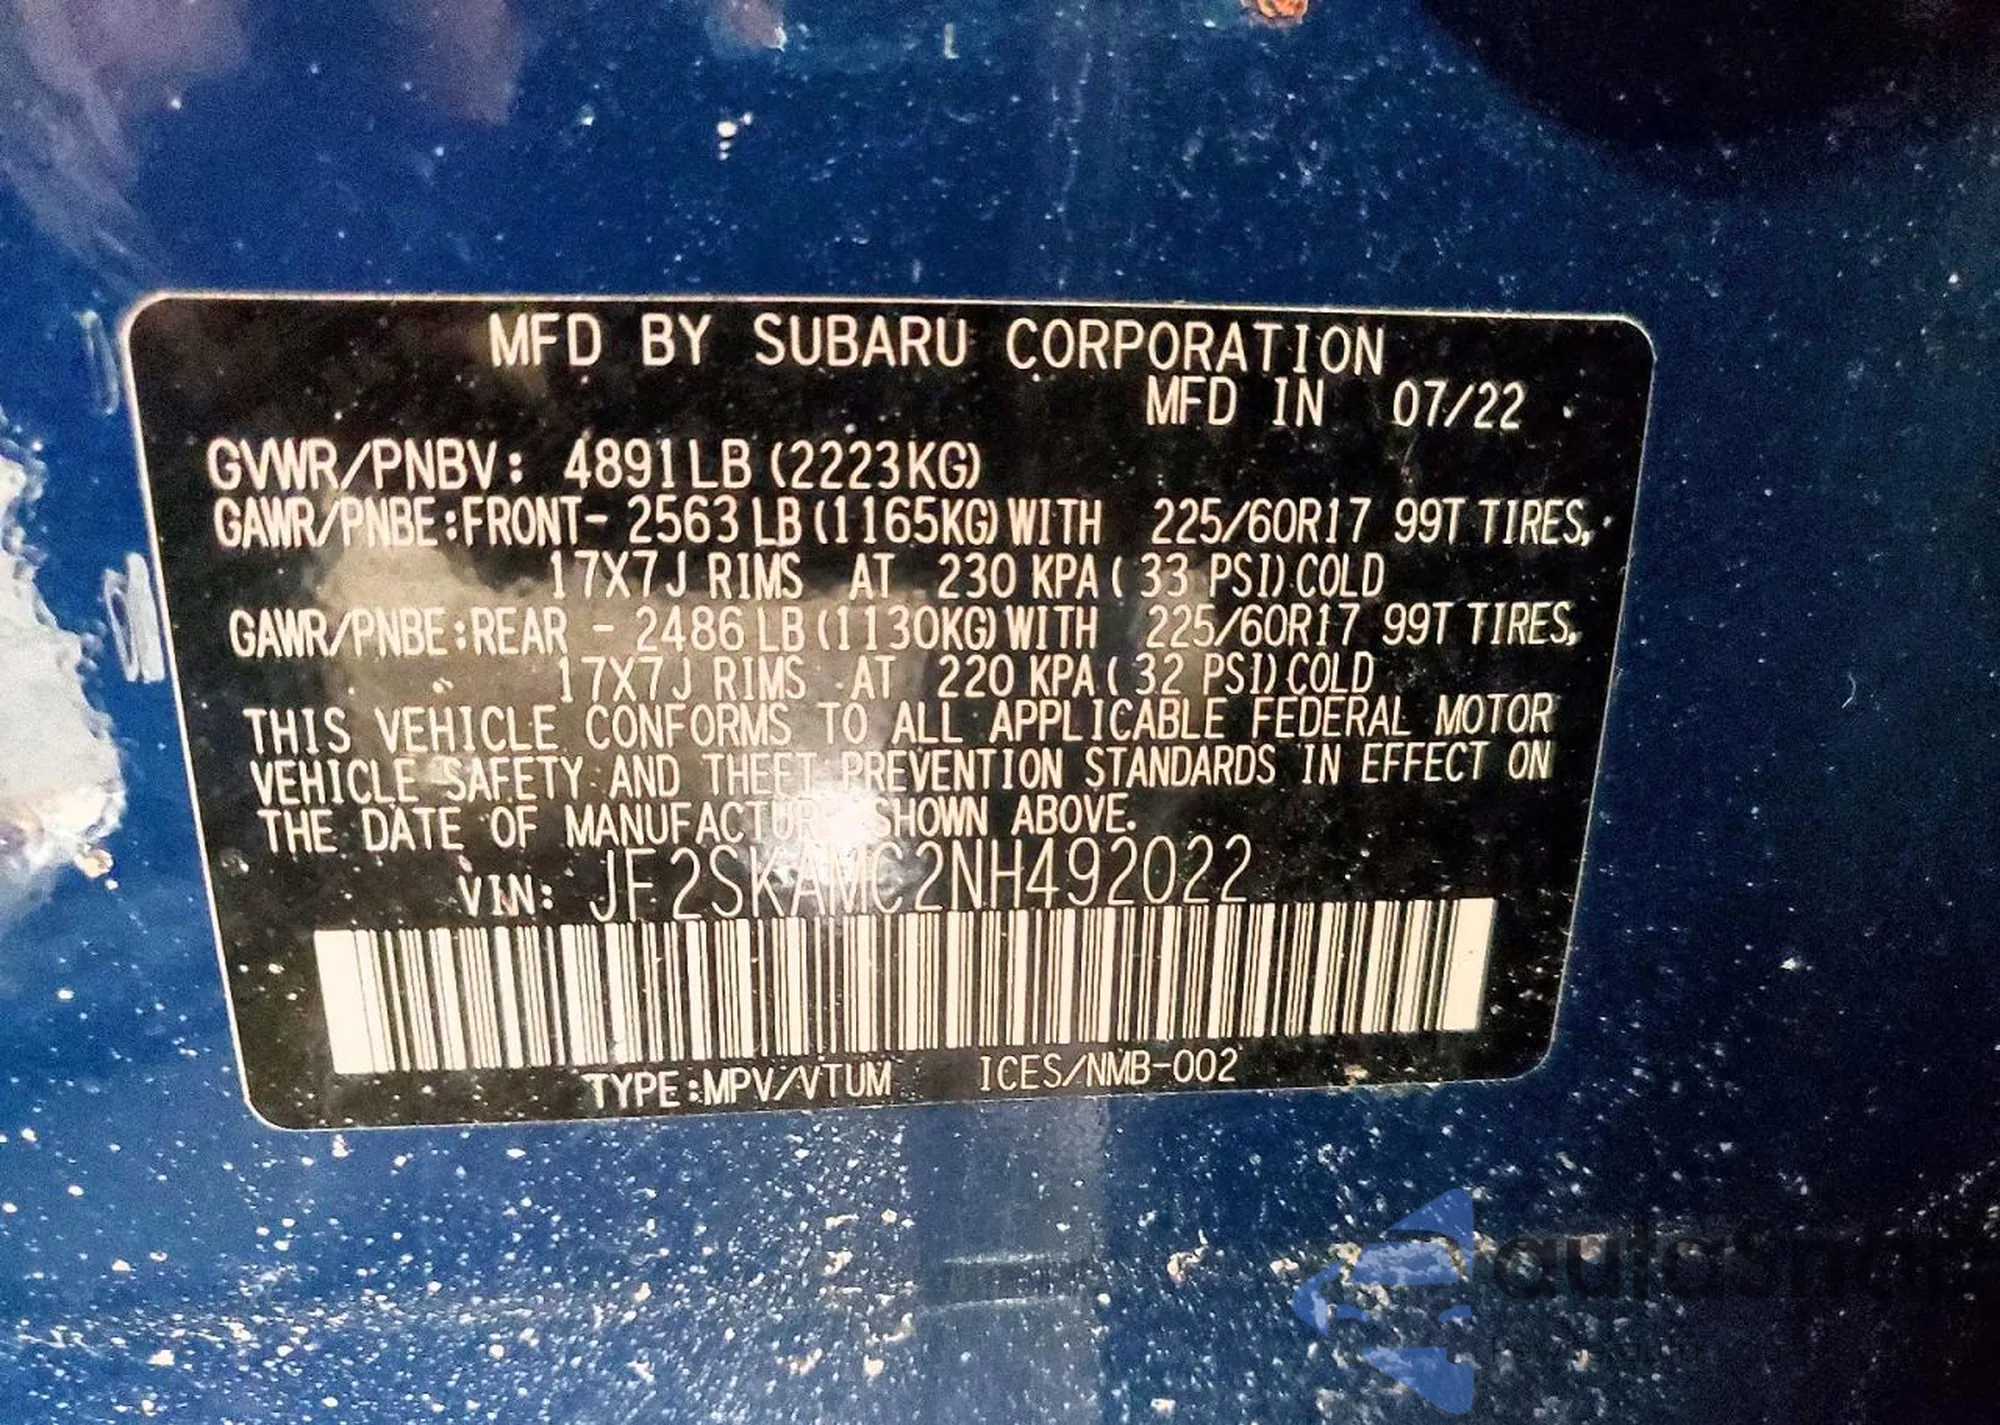 MFD BY SUBARU CORPORATION
MFD IN 07/22
GVWR/PNBV: 4891LB (2223KG)
GAWR/PNBE:FRONT- 2563 LB (1165KG) WITH 225/60R17 99T TIRES,
17X7J RIMS AT 230 KPA ( 33 PSI) COLD
GAWR/PNBE:REAR - 2486 LB (1130KG) WITH 225/60R17 99T TIRES,
17X7J RIMS AT 220 KPA ( 32 PSI) COLD
THIS VEHICLE CONFORMS TO ALL APPLICABLE FEDERAL MOTOR
VEHICLE SAFETY AND THEFT PREVENTION STANDARDS IN EFFECT ON
THE DATE OF MANUFACTURE SHOWN ABOVE.
VIN: JF2SKAMC2NH492022
TYPE:MPV/VTUM ICES/NMB-002